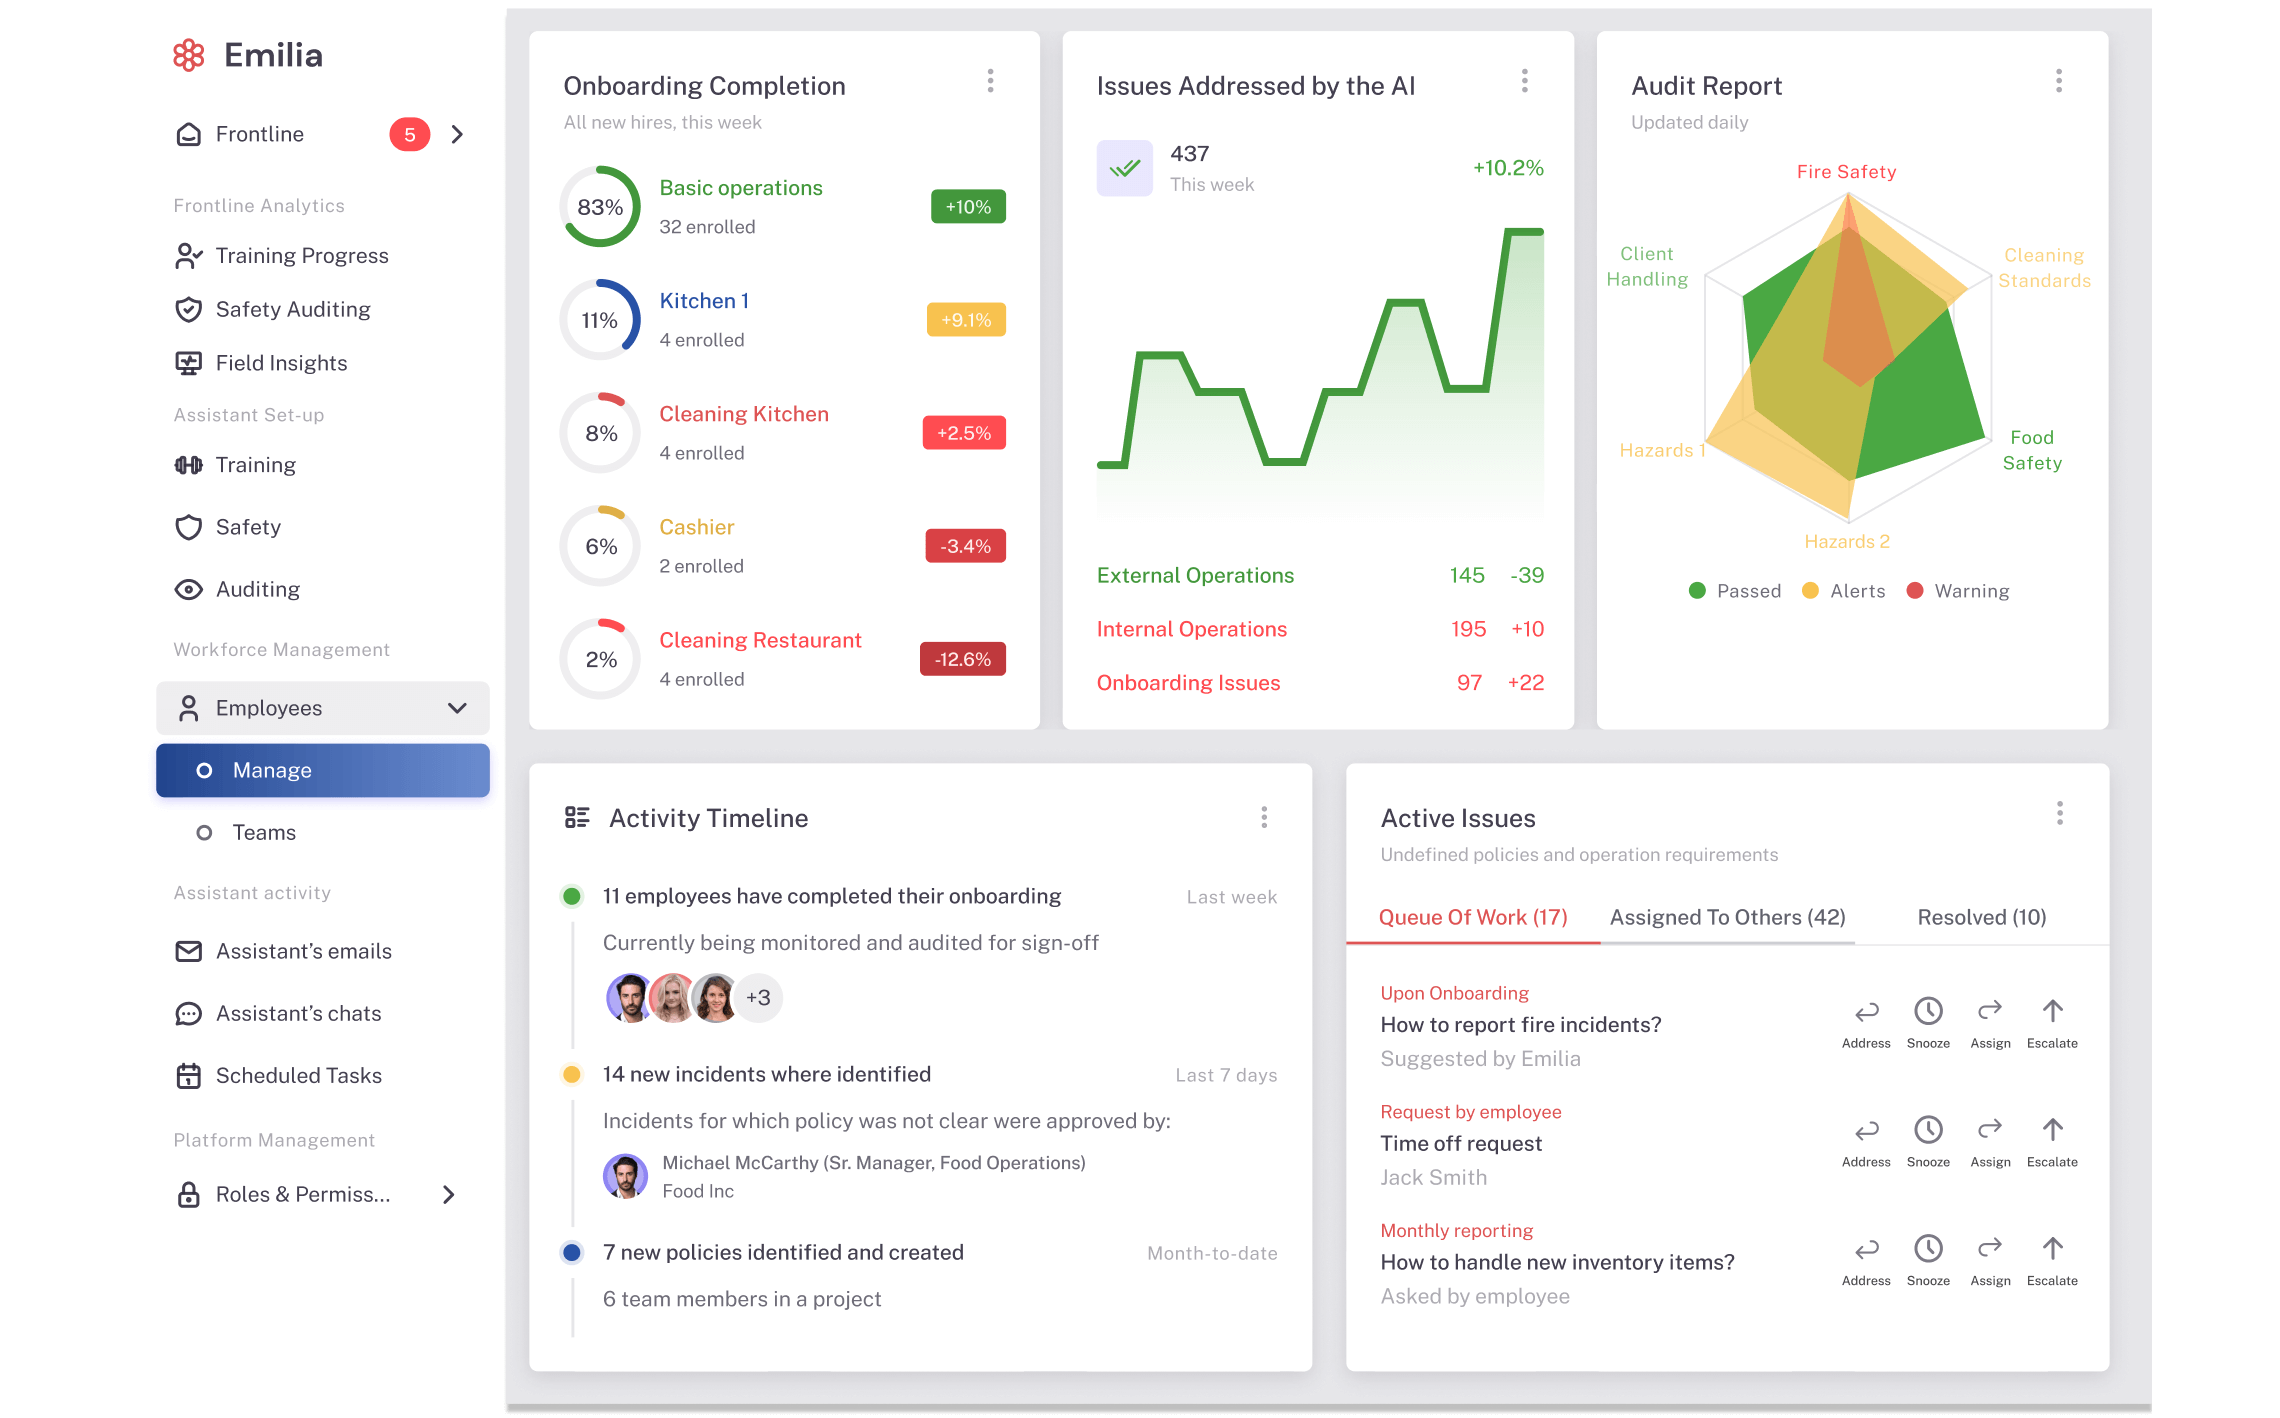 Emilia
Frontline
5
Frontline Analytics
Training Progress
Safety Auditing
Field Insights
Assistant Set-up
Training
Safety
Auditing
Workforce Management
Employees
Manage
Teams
Assistant activity
Assistant's emails
Assistant's chats
1
Scheduled Tasks
Platform Management
Roles & Permiss...
Onboarding Completion
All new hires, this week
83%
Basic operations
32 enrolled
+10%
11%
Kitchen 1
4 enrolled
+9.1%
8%
Cleaning Kitchen
4 enrolled
+2.5%
6%
Cashier
2 enrolled
-3.4%
2%
Cleaning Restaurant
4 enrolled
-12.6%
Issues Addressed by the AI
437
This week
+10.2%
External Operations 145 -39
Internal Operations 195 +10
Onboarding Issues 97 +22
Audit Report
Updated daily
Fire Safety
Client
Handling
Cleaning
Standards
Hazards 1
Food
Safety
Hazards 2
Passed Alerts Warning
Activity Timeline
11 employees have completed their onboarding
Last week
Currently being monitored and audited for sign-off
+3
14 new incidents where identified
Last 7 days
Incidents for which policy was not clear were approved by:
Michael McCarthy (Sr. Manager, Food Operations)
Food Inc
7 new policies identified and created
Month-to-date
6 team members in a project
Active Issues
Undefined policies and operation requirements
Queue Of Work (17) Assigned To Others (42) Resolved (10)
Upon Onboarding
How to report fire incidents?
Suggested by Emilia
Address Snooze Assign Escalate
Request by employee
Time off request
Jack Smith
Address Snooze Assign Escalate
Monthly reporting
How to handle new inventory items?
Asked by employee
Address Snooze Assign Escalate